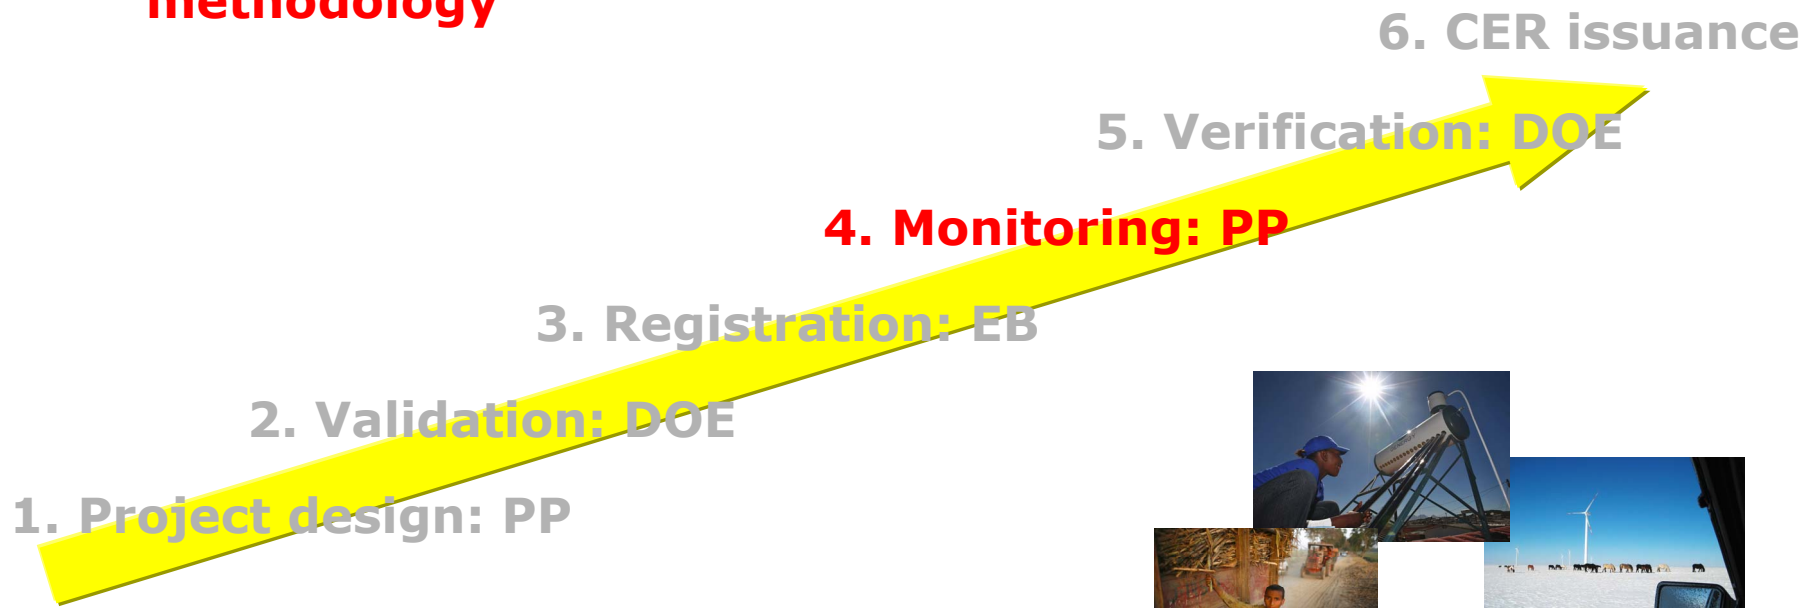 methodology
6. CER issuance
5. Verification: DOE
4. Monitoring: PP
3. Registration: EB
2. Validation: DOE
1. Project design: PP